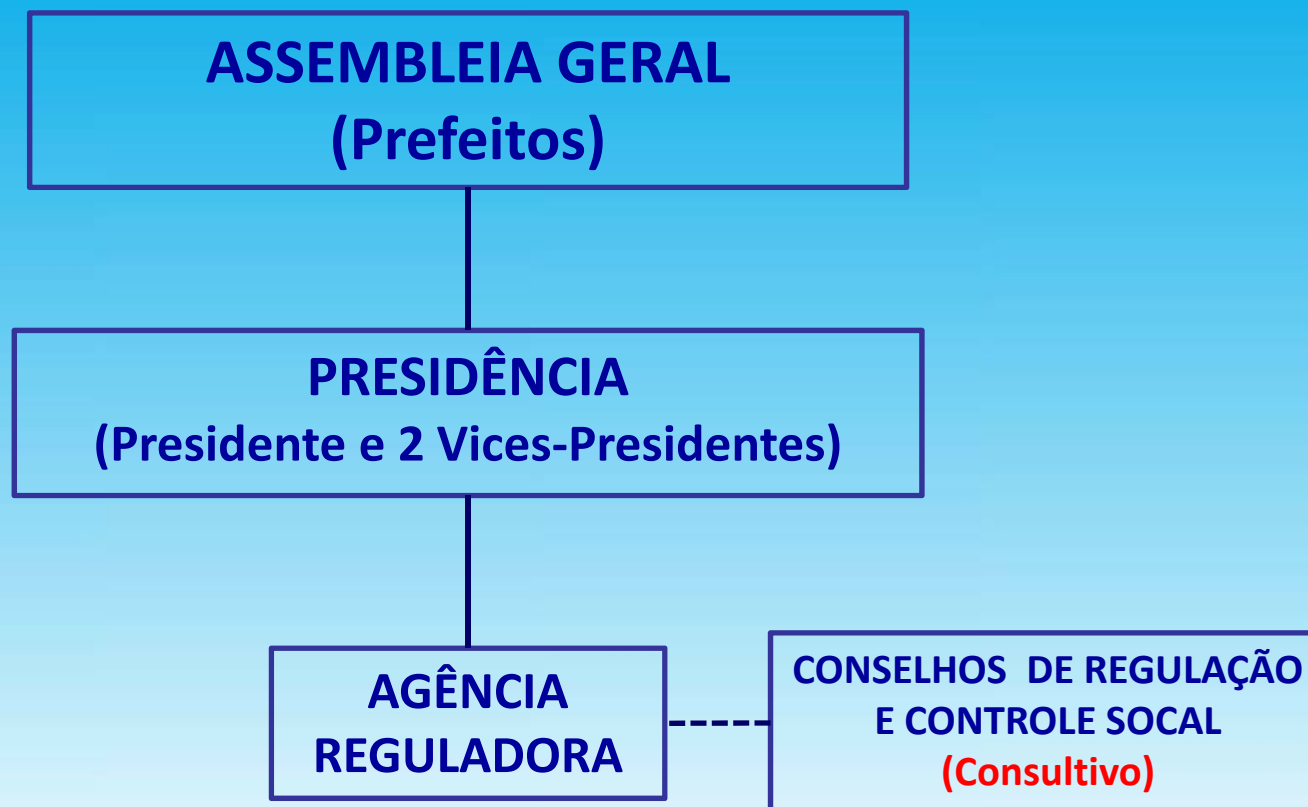 ASSEMBLEIA GERAL
(Prefeitos)
PRESIDÊNCIA
(Presidente e 2 Vices-Presidentes)
AGÊNCIA
REGULADORA
CONSELHOS DE REGULAÇÃO
E CONTROLE SOCAL
(Consultivo)